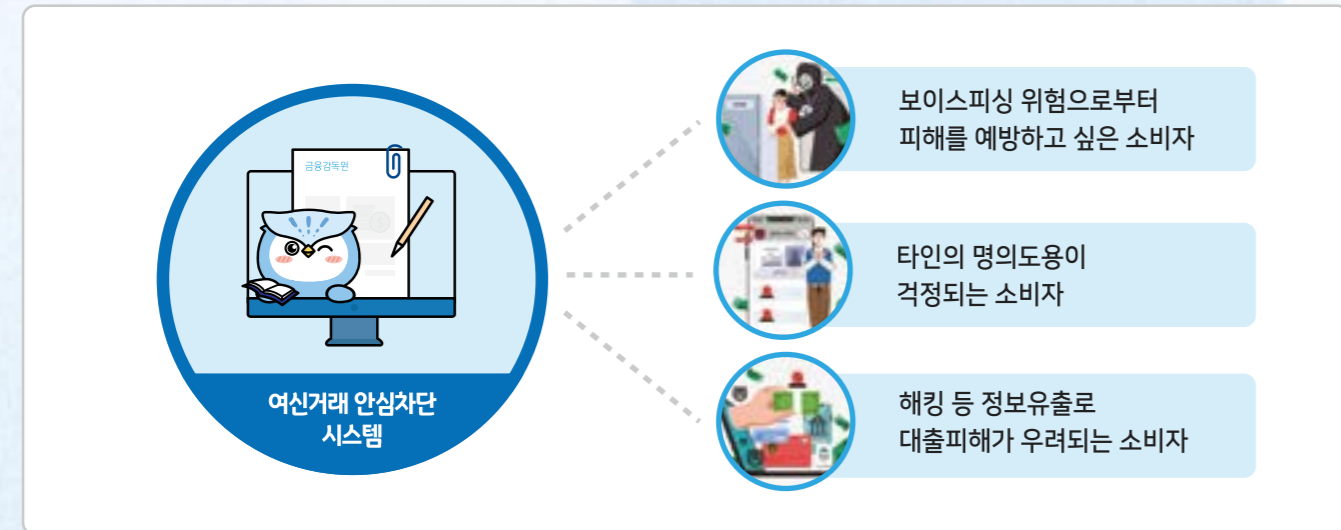 금융감독원
여신거래 안심차단
시스템
보이스피싱 위험으로부터
피해를 예방하고 싶은 소비자
타인의 명의도용이
걱정되는 소비자
해킹 등 정보유출로
대출피해가 우려되는 소비자